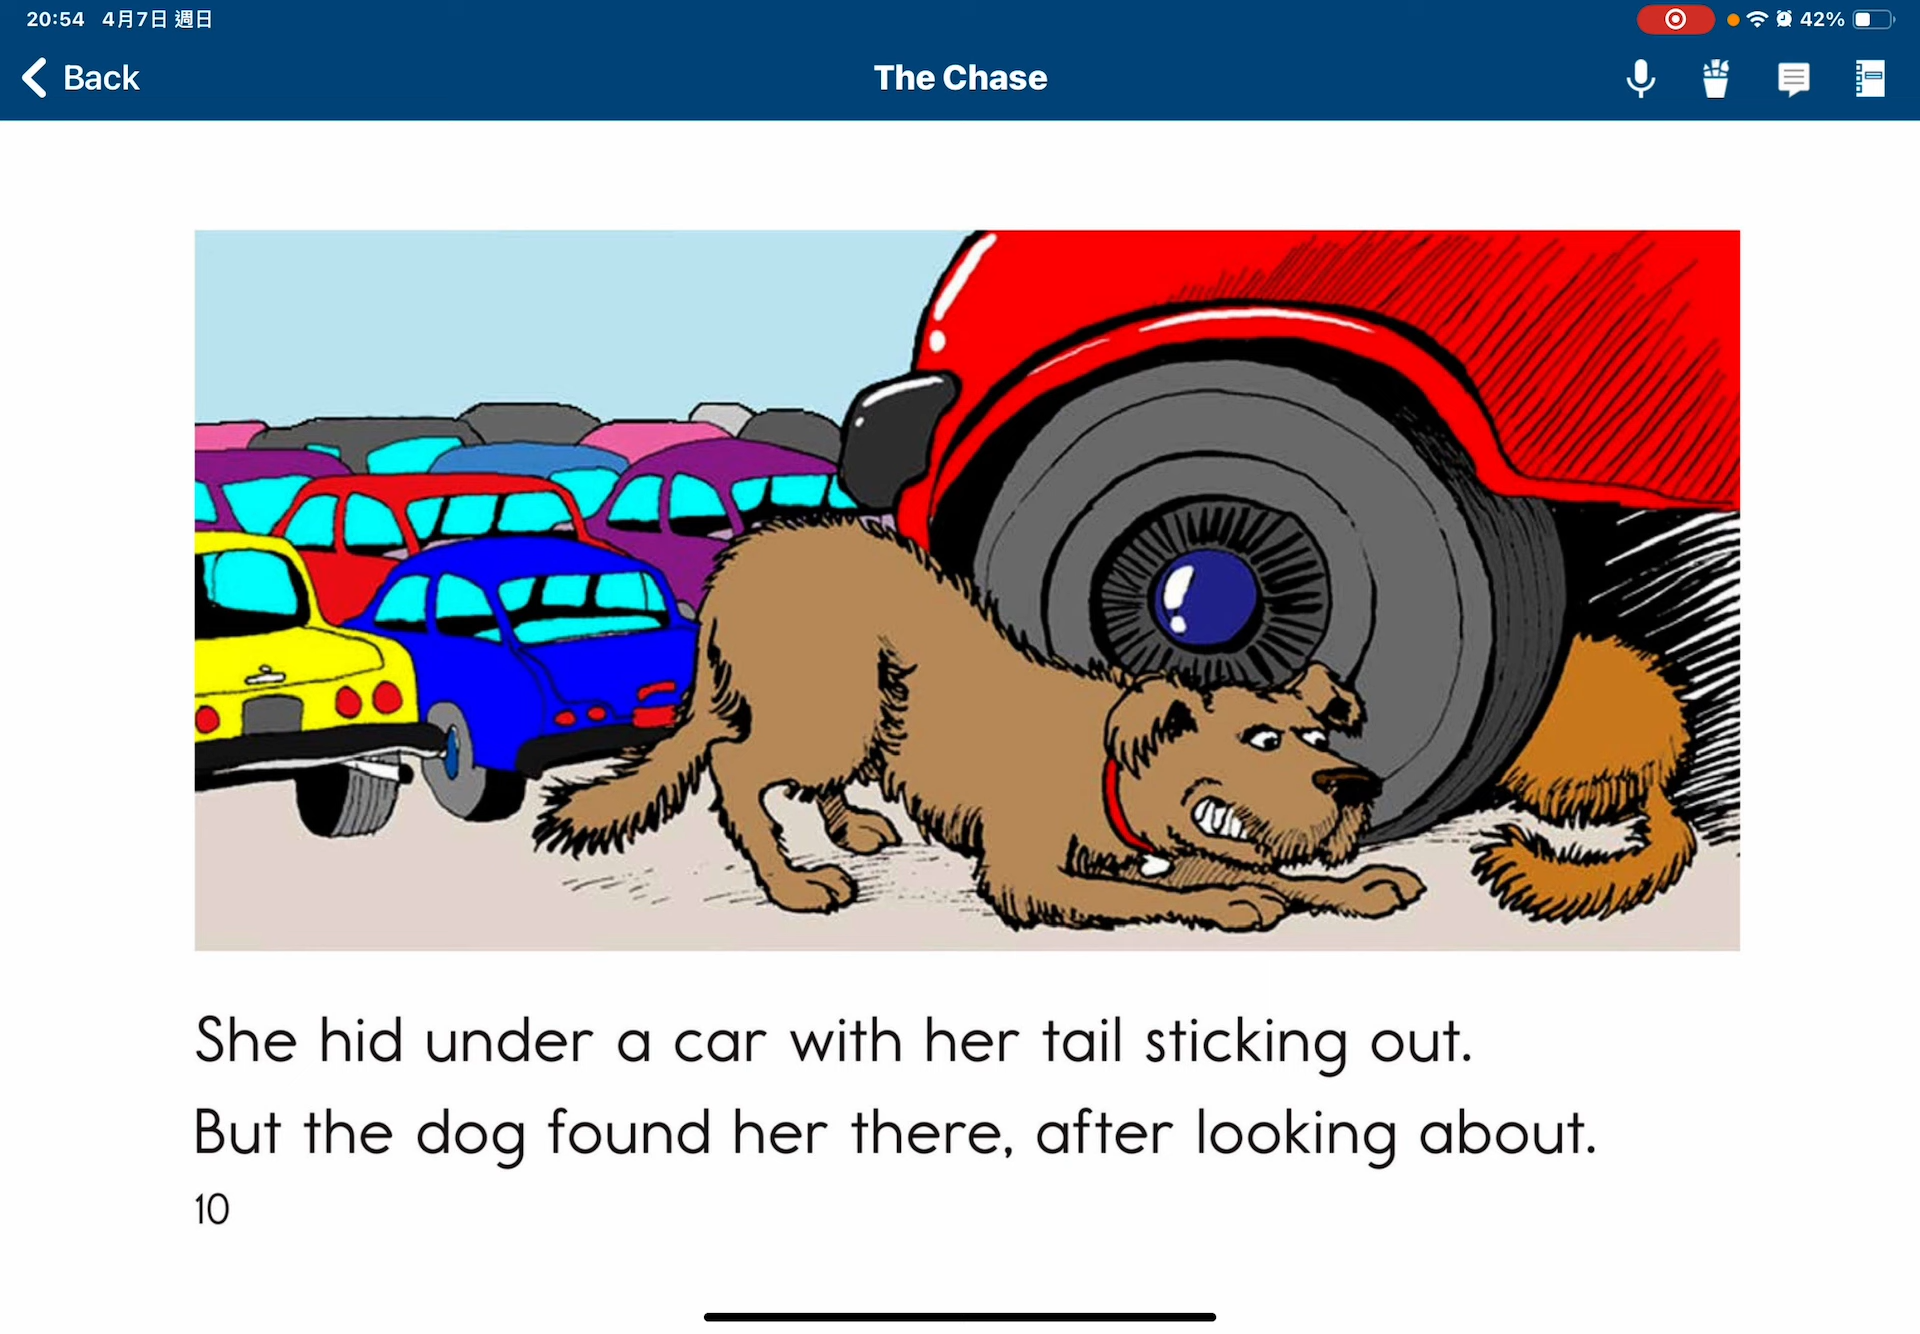 20:54 4月7日 週日
42%
Back
The Chase
She hid under a car with her tail sticking out.
But the dog found her there, after looking about.
10